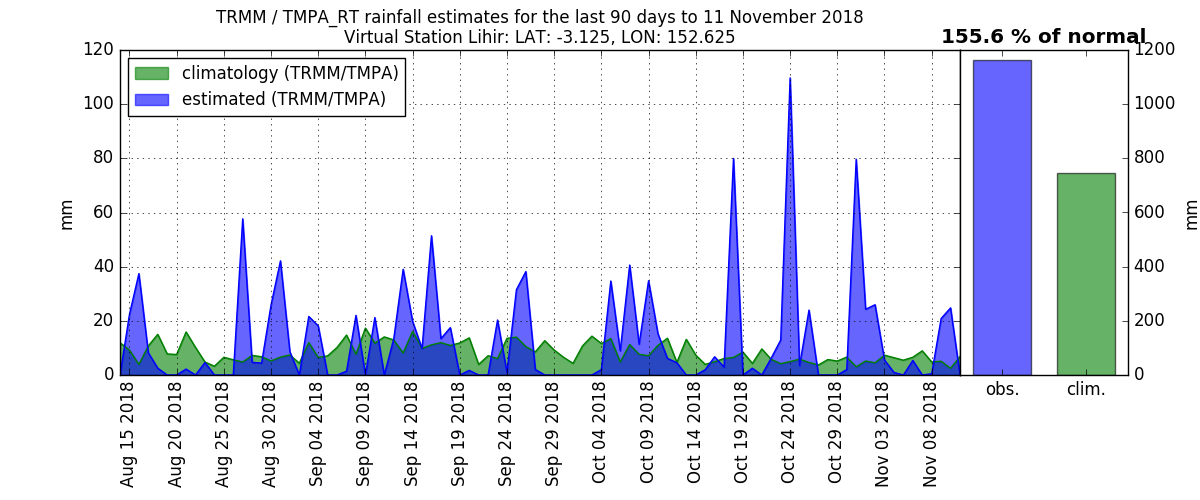 TRMM / TMPA_RT rainfall estimates for the last 90 days to 11 November 2018
Virtual Station Lihir: LAT: -3.125, LON: 152.625
155.6 % of normal
climatology (TRMM/TMPA)
estimated (TRMM/TMPA)
120
100
80
60
40
20
0
mm
1200
1000
800
600
400
200
0
mm
Aug 15 2018
Aug 20 2018
Aug 25 2018
Aug 30 2018
Sep 04 2018
Sep 09 2018
Sep 14 2018
Sep 19 2018
Sep 24 2018
Sep 29 2018
Oct 04 2018
Oct 09 2018
Oct 14 2018
Oct 19 2018
Oct 24 2018
Oct 29 2018
Nov 03 2018
Nov 08 2018
obs.
clim.